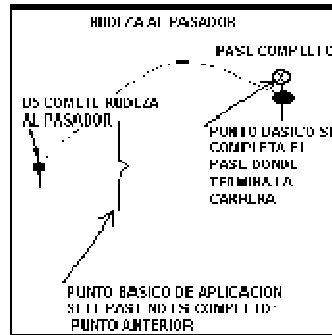 RUDEZA AL PASADOR
PASE COMPLETO
DS COMETE RUDEZA
AL PASADOR
PUNTO BASICO SI
COMPLETA EL
PASE DONDE
TERMINA LA
CARRERA
PUNTO BASICO DE APLICACION
SI EL PASE NO ES COMPLETO:
PUNTO ANTERIOR